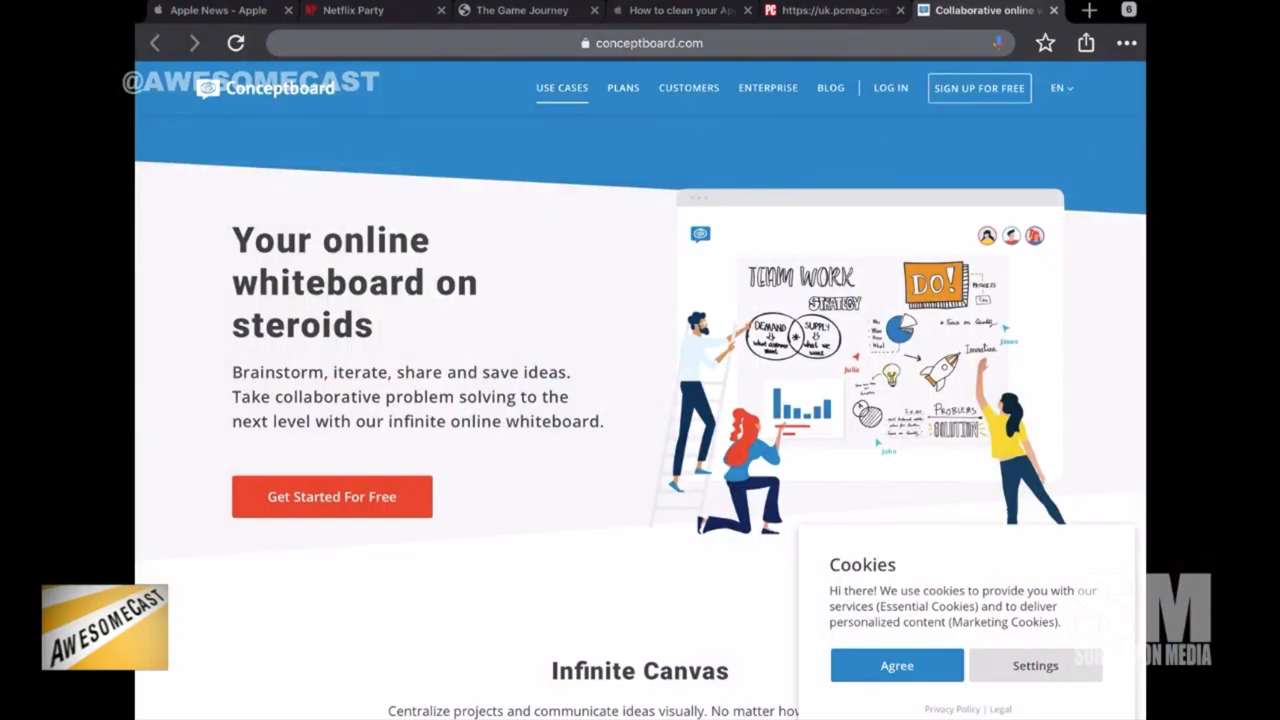 Apple News - Apple
Netflix Party
The Game Journey
How to clean your Ap
https://uk.pcmag.com
Collaborative online w
6
conceptboard.com
@AWESOMECAST
Conceptboard
USE CASES
PLANS
CUSTOMERS
ENTERPRISE
BLOG
LOG IN
SIGN UP FOR FREE
EN
Your online
whiteboard on
steroids
Brainstorm, iterate, share and save ideas.
Take collaborative problem solving to the
next level with our infinite online whiteboard.
Get Started For Free
TEAM WORK
STRATEGY
DO!
PROCESS
DEMAND
SUPPLY
Innovation
Jason
Julia
John
PROBLEMS
SOLUTION
Cookies
Hi there! We use cookies to provide you with our
services (Essential Cookies) and to deliver
personalized content (Marketing Cookies).
Agree
Settings
Privacy Policy | Legal
AWESOMECAST
Infinite Canvas
Centralize projects and communicate ideas visually. No matter how